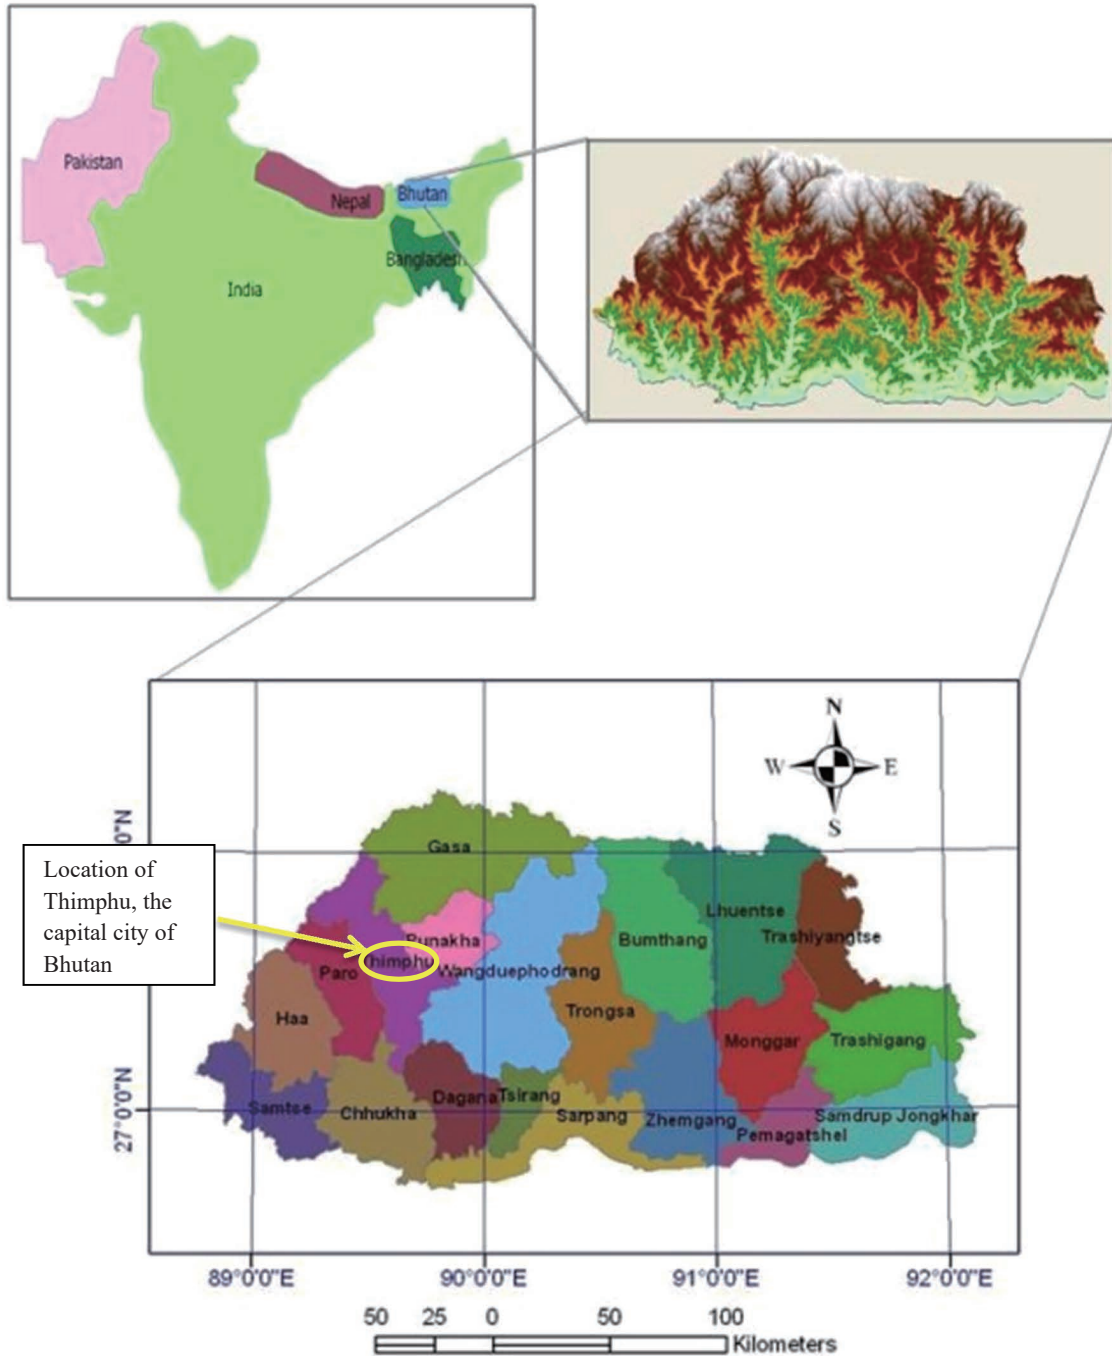 Pakistan
Nepal
Bhutan
Bangladesh
India
N
W E
S
0"N
Gasa
Location of
Thimphu, the
capital city of
Bhutan
Lhuentse
Punakha
Bumthang
Trashiyangtse
Thimphu
Paro
Wangduephodrang
Haa
Trongsa
Monggar
Trashigang
Dagana
Tsirang
Samtse
Chhukha
Sarpang
Zhemgang
Samdrup Jongkhar
Pemagatshel
27°0'0"N
89°0'0"E 90°0'0"E 91°0'0"E 92°0'0"E
50 25 0 50 100
Kilometers